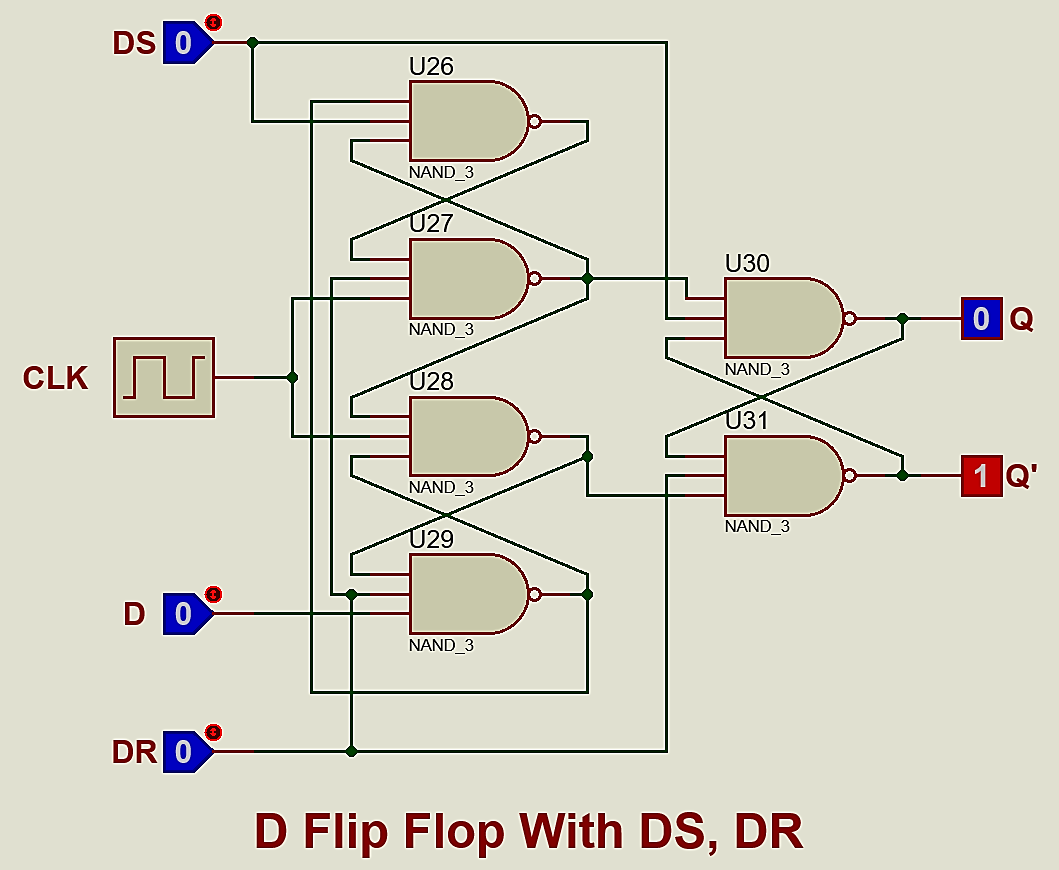 DS 0
U26
NAND_3
U27
NAND_3
U30
NAND_3
0 Q
CLK
U28
NAND_3
U31
NAND_3
1 Q'
U29
NAND_3
D 0
DR 0
D Flip Flop With DS, DR